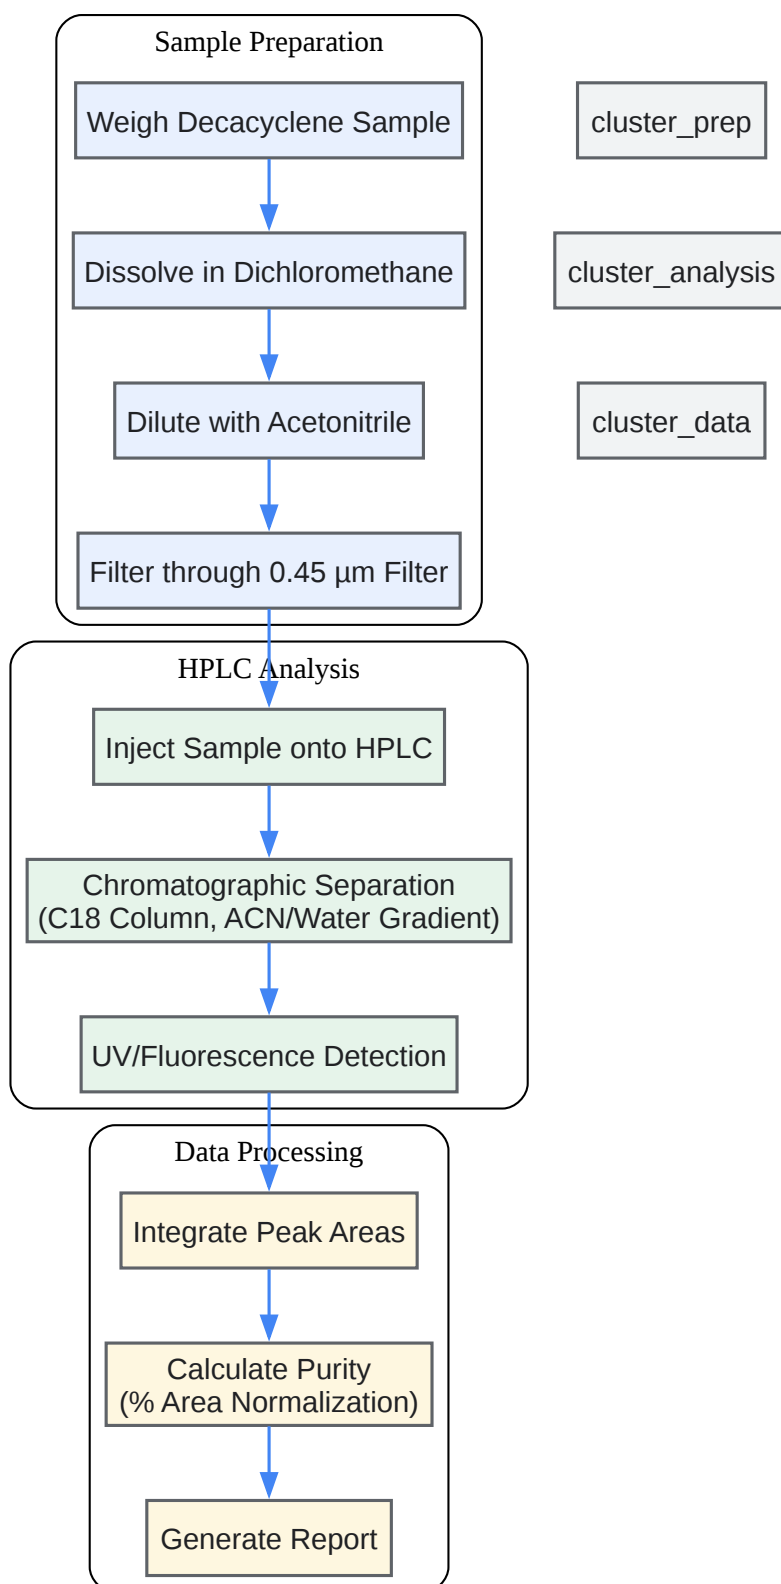 Sample Preparation
Weigh Decacyclene Sample
cluster_prep
Dissolve in Dichloromethane
cluster_analysis
Dilute with Acetonitrile
cluster_data
Filter through 0.45 µm Filter
HPLC Analysis
Inject Sample onto HPLC
Chromatographic Separation
(C18 Column, ACN/Water Gradient)
UV/Fluorescence Detection
Data Processing
Integrate Peak Areas
Calculate Purity
(% Area Normalization)
Generate Report